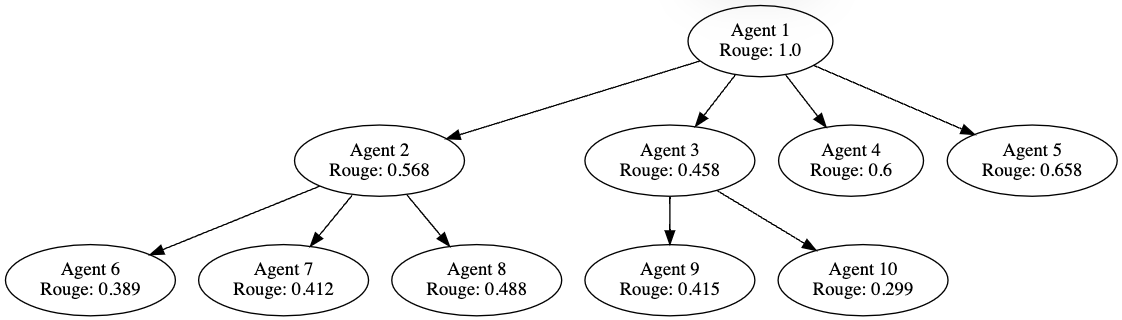 Agent 1
Rouge: 1.0
Agent 2
Rouge: 0.568
Agent 3
Rouge: 0.458
Agent 4
Rouge: 0.6
Agent 5
Rouge: 0.658
Agent 6
Rouge: 0.389
Agent 7
Rouge: 0.412
Agent 8
Rouge: 0.488
Agent 9
Rouge: 0.415
Agent 10
Rouge: 0.299